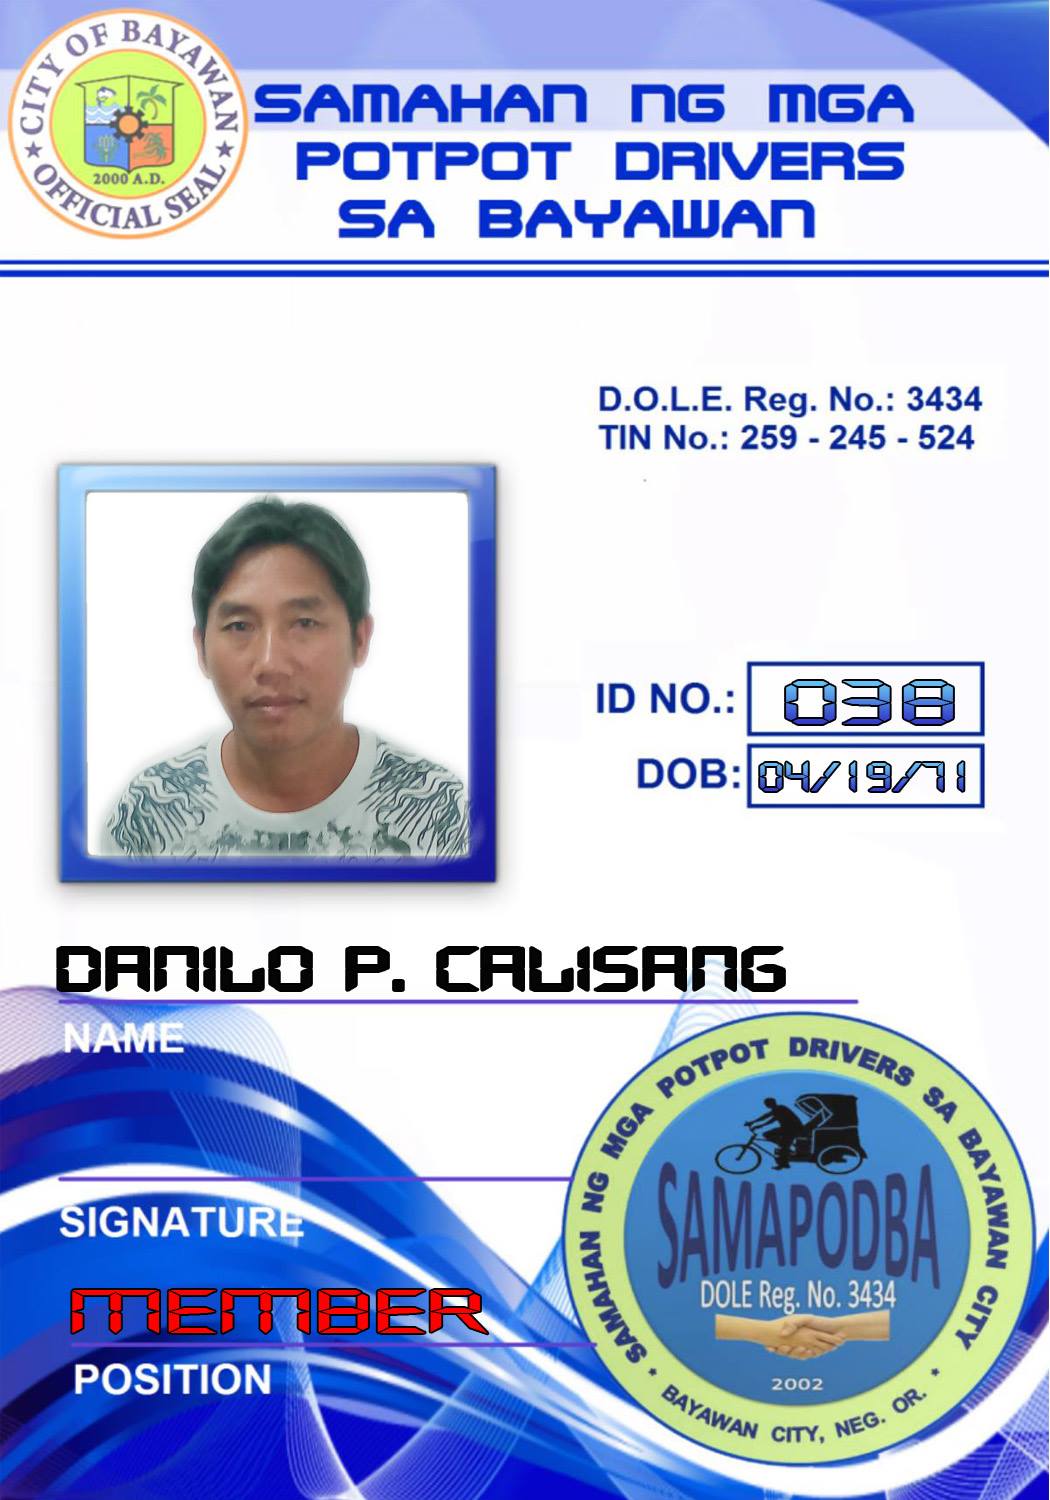 CITY OF BAYAWAN
OFFICIAL SEAL
2000 A.D.
SAMAHAN NG MGA
POTPOT DRIVERS
SA BAYAWAN
D.O.L.E. Reg. No.: 3434
TIN No.: 259 - 245 - 524
ID NO.: 038
DOB: 04/19/71
DANILO P. CALISANG
NAME
SIGNATURE
MEMBER
POSITION
SAMAHAN NG MGA POTPOT DRIVERS SA BAYAWAN CITY
SAMAPODBA
DOLE Reg. No. 3434
2002
BAYAWAN CITY, NEG. OR.